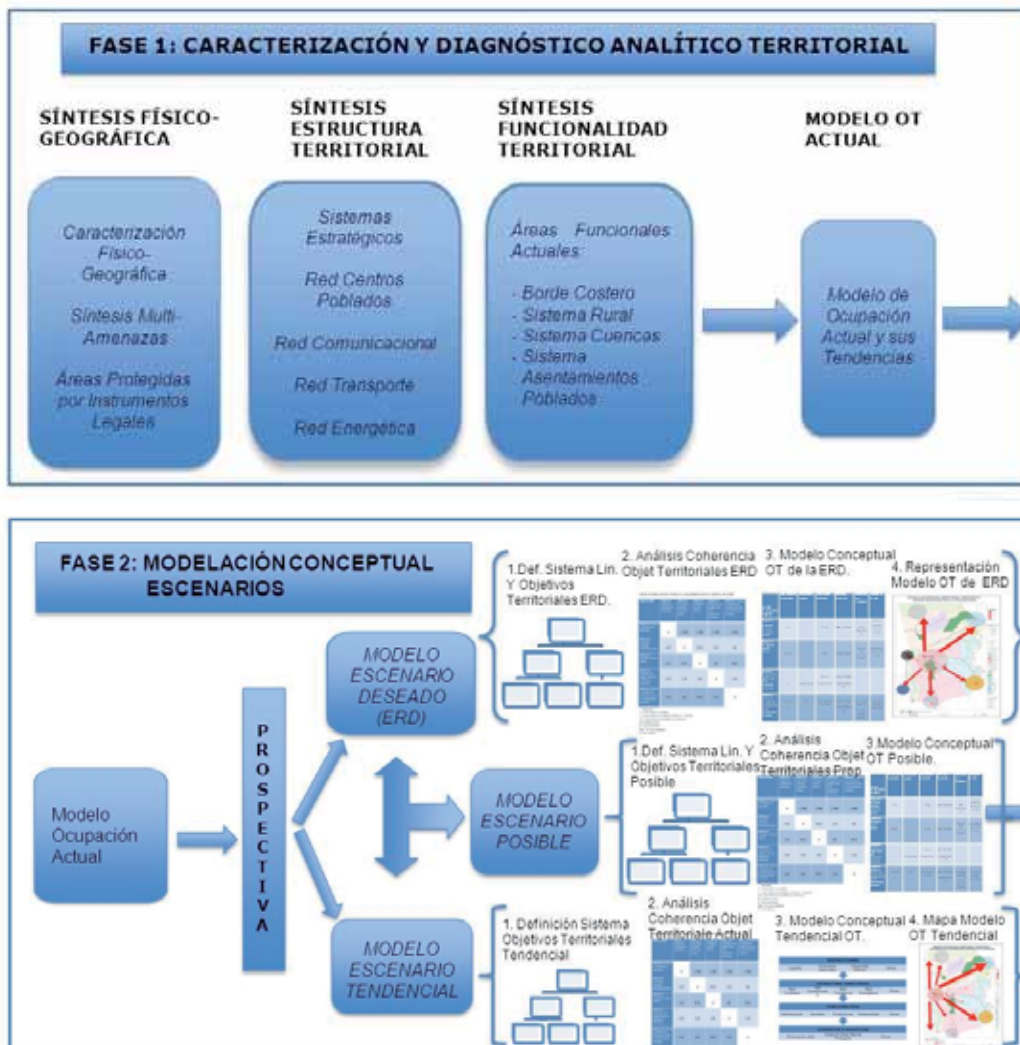 FASE 1: CARACTERIZACIÓN Y DIAGNÓSTICO ANALÍTICO TERRITORIAL
SÍNTESIS FÍSICO-
GEOGRÁFICA
Caracterización
Físico-
Geográfica
Síntesis Multi-
Amenazas
Áreas Protegidas
por Instrumentos
Legales
SÍNTESIS
ESTRUCTURA
TERRITORIAL
Sistemas
Estratégicos
Red Centros
Poblados
Red Comunicacional
Red Transporte
Red Energética
SÍNTESIS
FUNCIONALIDAD
TERRITORIAL
Áreas Funcionales
Actuales:
- Borde Costero
- Sistema Rural
- Sistema Cuencas
- Sistema
Asentamientos
Poblados
MODELO OT
ACTUAL
Modelo de
Ocupación
Actual y sus
Tendencias
FASE 2: MODELACIÓN CONCEPTUAL
ESCENARIOS
Modelo
Ocupación
Actual
PROSPECTIVA
MODELO
ESCENARIO
DESEADO
(ERD)
1.Def. Sistema Lin.
Y Objetivos
Territoriales ERD.
2. Análisis Coherencia
Objet Territoriales ERD
3. Modelo Conceptual
OT de la ERD.
4. Representación
Modelo OT de ERD
MODELO
ESCENARIO
POSIBLE
1.Def. Sistema Lin. Y
Objetivos Territoriales
Posible
2. Análisis
Coherencia Objet
Territoriales Prop
3.Modelo Conceptual
OT Posible.
MODELO
ESCENARIO
TENDENCIAL
1. Definición Sistema
Objetivos Territoriales
Tendencial
2. Análisis
Coherencia Objet
Territoriale Actual
3. Modelo Conceptual
Tendencial OT.
4. Mapa Modelo
OT Tendencial